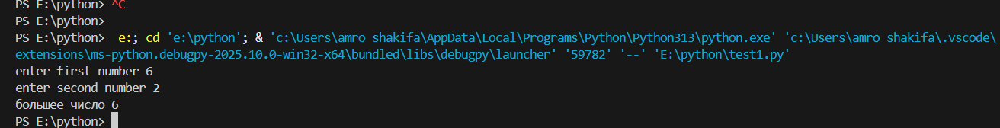 PS E:\python> ^C
PS E:\python>
PS E:\python>  e:; cd 'e:\python'; & 'c:\Users\amro shakifa\AppData\Local\Programs\Python\Python313\python.exe' 'c:\Users\amro shakifa\.vscode\
extensions\ms-python.debugpy-2025.10.0-win32-x64\bundled\libs\debugpy\launcher' '59782' '--' 'E:\python\test1.py'
enter first number 6
enter second number 2
большее число 6
PS E:\python>